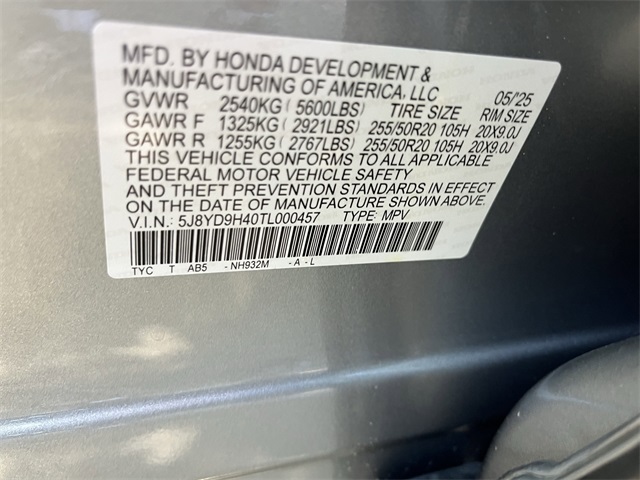 MFD. BY HONDA DEVELOPMENT &
MANUFACTURING OF AMERICA, LLC 05/'25
GVWR 2540KG ( 5600LBS) TIRE SIZE RIM SIZE
GAWR F 1325KG ( 2921LBS) 255/50R20 105H 20X9.0J
GAWR R 1255KG ( 2767LBS) 255/50R20 105H 20X9.0J
THIS VEHICLE CONFORMS TO ALL APPLICABLE
FEDERAL MOTOR VEHICLE SAFETY
AND THEFT PREVENTION STANDARDS IN EFFECT
ON THE DATE OF MANUFACTURE SHOWN ABOVE.
V.I.N.: 5J8YD9H40TL000457 TYPE: MPV
TYC T AB5 - NH932M - A - L